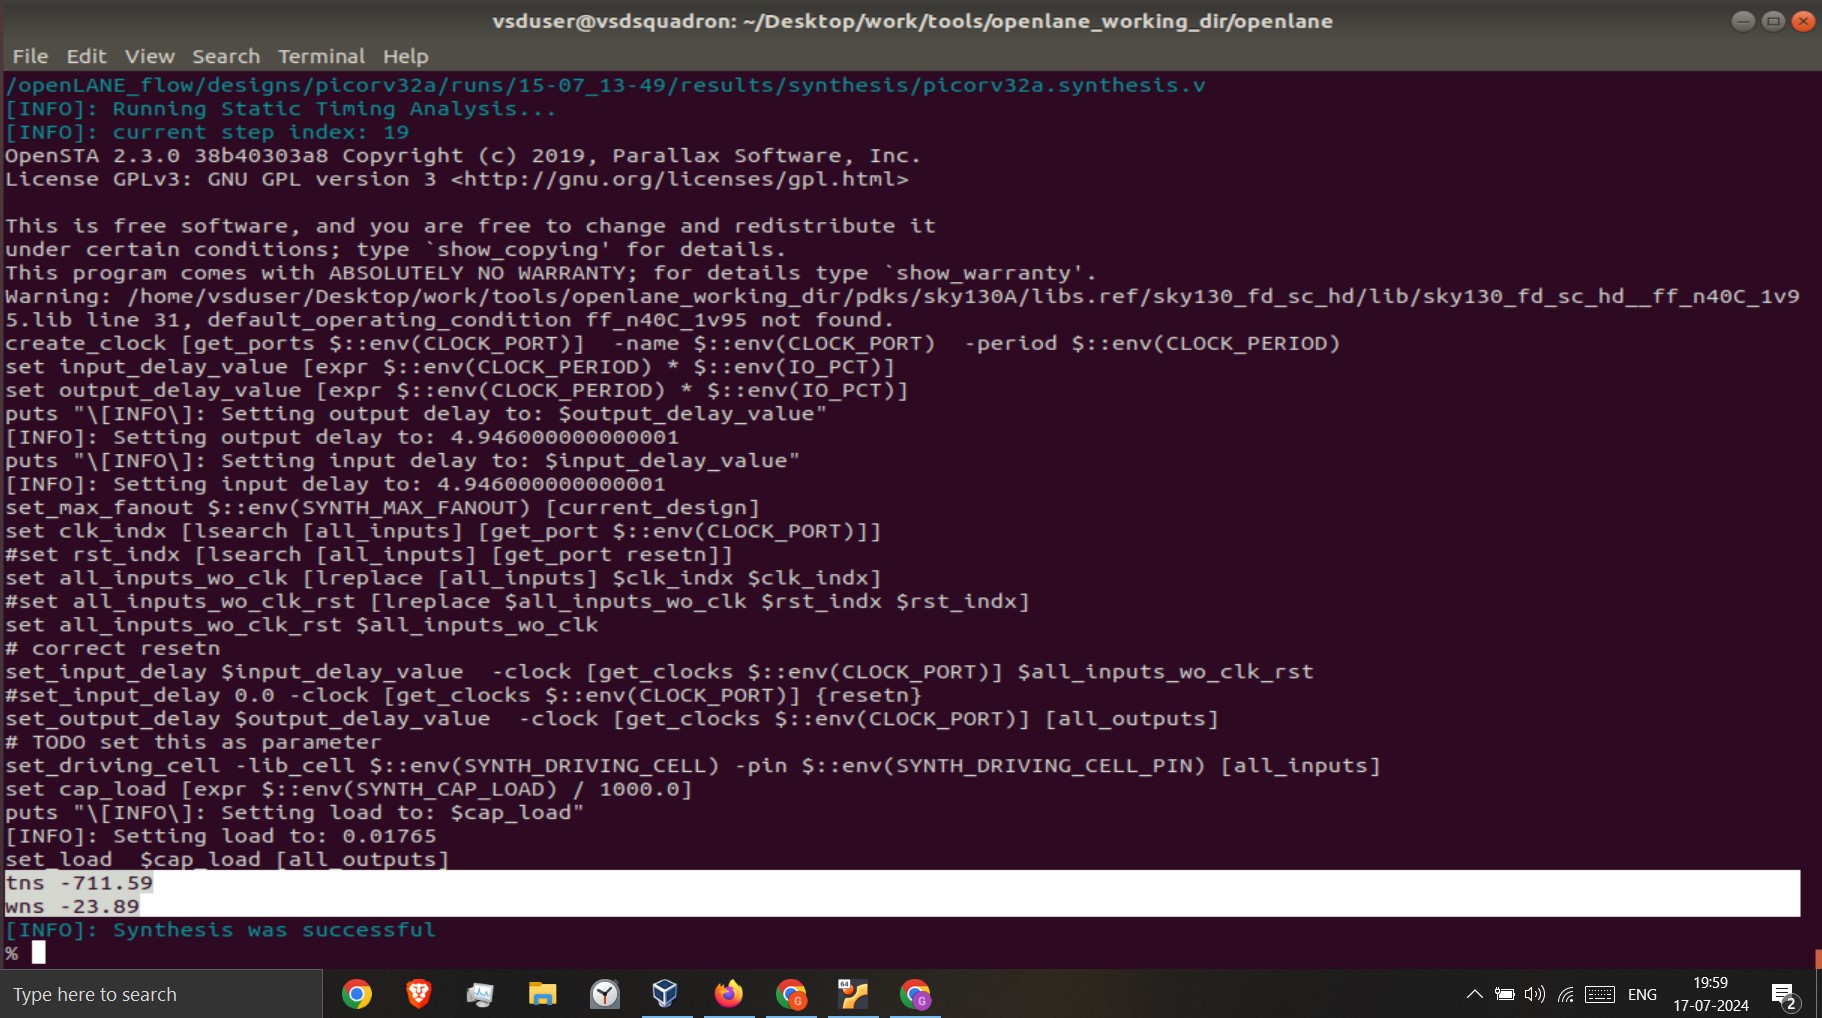 vsduser@vsdsquadron: ~/Desktop/work/tools/openlane_working_dir/openlane
File Edit View Search Terminal Help
/openLANE_flow/designs/picorv32a/runs/15-07_13-49/results/synthesis/picorv32a.synthesis.v
[INFO]: Running Static Timing Analysis...
[INFO]: current step index: 19
OpenSTA 2.3.0 38b40303a8 Copyright (c) 2019, Parallax Software, Inc.
License GPLv3: GNU GPL version 3 <http://gnu.org/licenses/gpl.html>
This is free software, and you are free to change and redistribute it
under certain conditions; type `show_copying' for details.
This program comes with ABSOLUTELY NO WARRANTY; for details type `show_warranty'.
Warning: /home/vsduser/Desktop/work/tools/openlane_working_dir/pdks/sky130A/libs.ref/sky130_fd_sc_hd/lib/sky130_fd_sc_hd__ff_n40C_1v9
5.lib line 31, default_operating_condition ff_n40C_1v95 not found.
create_clock [get_ports $::env(CLOCK_PORT)]  -name $::env(CLOCK_PORT)  -period $::env(CLOCK_PERIOD)
set input_delay_value [expr $::env(CLOCK_PERIOD) * $::env(IO_PCT)]
set output_delay_value [expr $::env(CLOCK_PERIOD) * $::env(IO_PCT)]
puts "\[INFO\]: Setting output delay to: $output_delay_value"
[INFO]: Setting output delay to: 4.946000000000001
puts "\[INFO\]: Setting input delay to: $input_delay_value"
[INFO]: Setting input delay to: 4.946000000000001
set_max_fanout $::env(SYNTH_MAX_FANOUT) [current_design]
set clk_indx [lsearch [all_inputs] [get_port $::env(CLOCK_PORT)]]
#set rst_indx [lsearch [all_inputs] [get_port resetn]]
set all_inputs_wo_clk [lreplace [all_inputs] $clk_indx $clk_indx]
#set all_inputs_wo_clk_rst [lreplace $all_inputs_wo_clk $rst_indx $rst_indx]
set all_inputs_wo_clk_rst $all_inputs_wo_clk
# correct resetn
set_input_delay $input_delay_value  -clock [get_clocks $::env(CLOCK_PORT)] $all_inputs_wo_clk_rst
#set_input_delay 0.0 -clock [get_clocks $::env(CLOCK_PORT)] {resetn}
set_output_delay $output_delay_value  -clock [get_clocks $::env(CLOCK_PORT)] [all_outputs]
# TODO set this as parameter
set_driving_cell -lib_cell $::env(SYNTH_DRIVING_CELL) -pin $::env(SYNTH_DRIVING_CELL_PIN) [all_inputs]
set cap_load [expr $::env(SYNTH_CAP_LOAD) / 1000.0]
puts "\[INFO\]: Setting load to: $cap_load"
[INFO]: Setting load to: 0.01765
set_load  $cap_load [all_outputs]
tns -711.59
wns -23.89
[INFO]: Synthesis was successful
%
Type here to search
64
G
G
ENG
19:59
17-07-2024
2